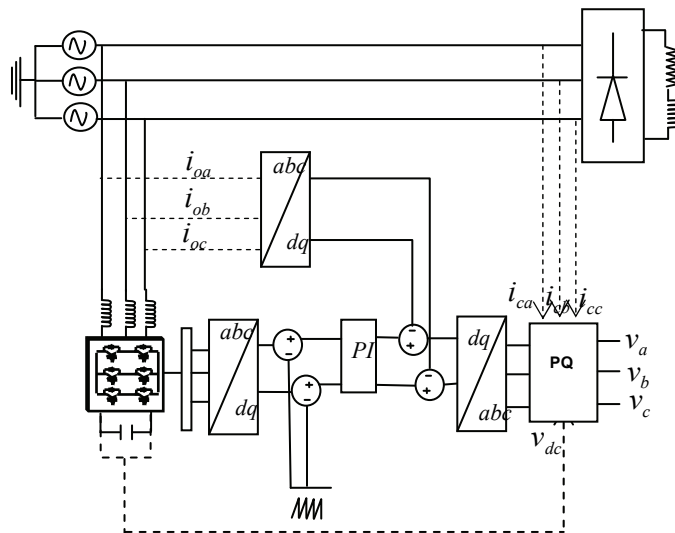 i_oa
i_ob
i_oc
abc
dq
i_ca i_cb i_cc
abc
dq
+
-
+
-
PI
-
+
-
+
dq
abc
PQ
v_a
v_b
v_c
v_dc